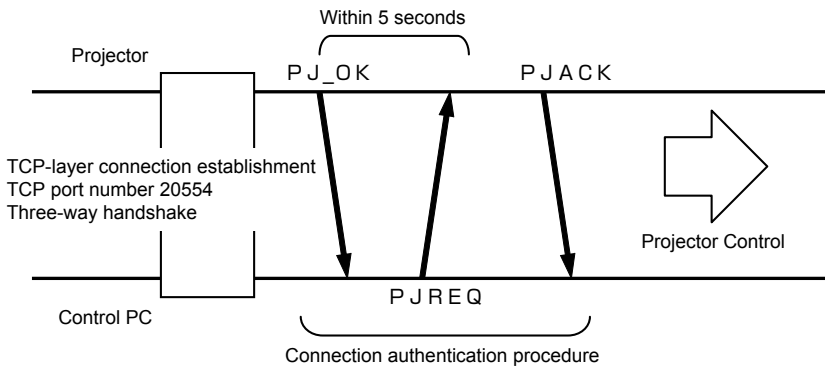 Within 5 seconds
Projector
PJ_OK
PJACK
TCP-layer connection establishment
TCP port number 20554
Three-way handshake
Projector Control
PJREQ
Control PC
Connection authentication procedure